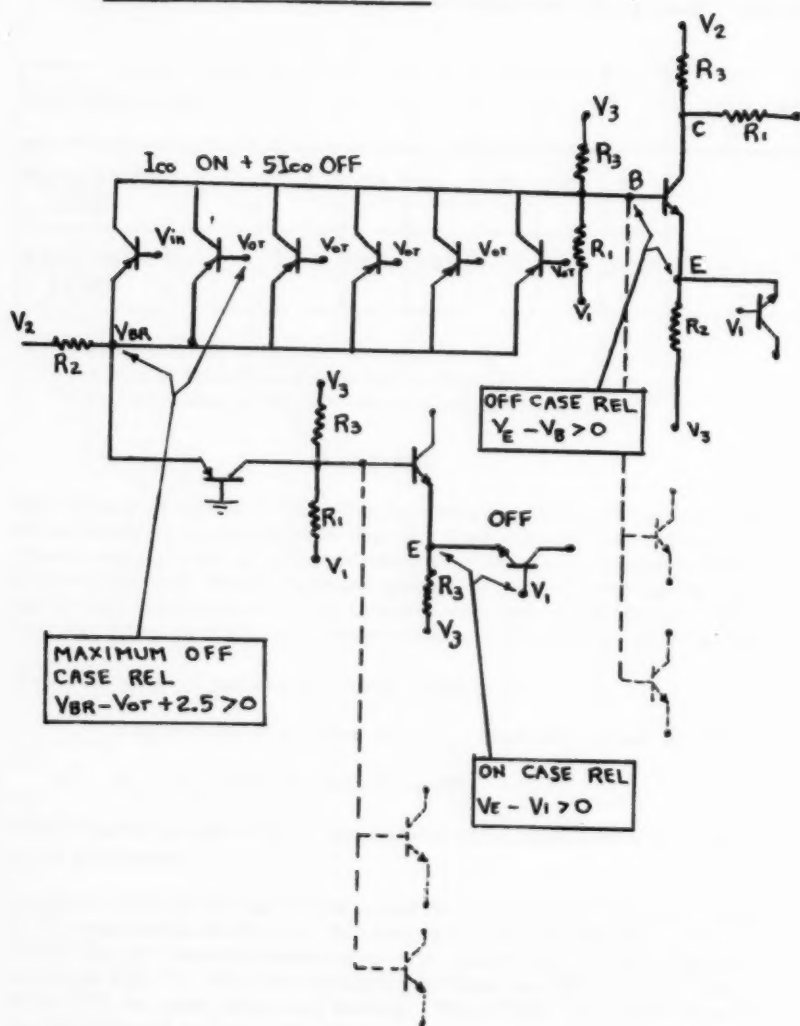 V2
R3
C
R1
V3
R3
B
Ico ON + 5Ico OFF
Vin
VOT
VOT
VOT
VOT
VOT
R1
V1
E
V1
R2
V3
V2
R2
VBR
V3
R3
R1
V1
OFF CASE REL
VE - VB > 0
OFF
E
V1
R3
V3
MAXIMUM OFF
CASE REL
VBR - VOT + 2.5 > 0
ON CASE REL
VE - V1 > 0